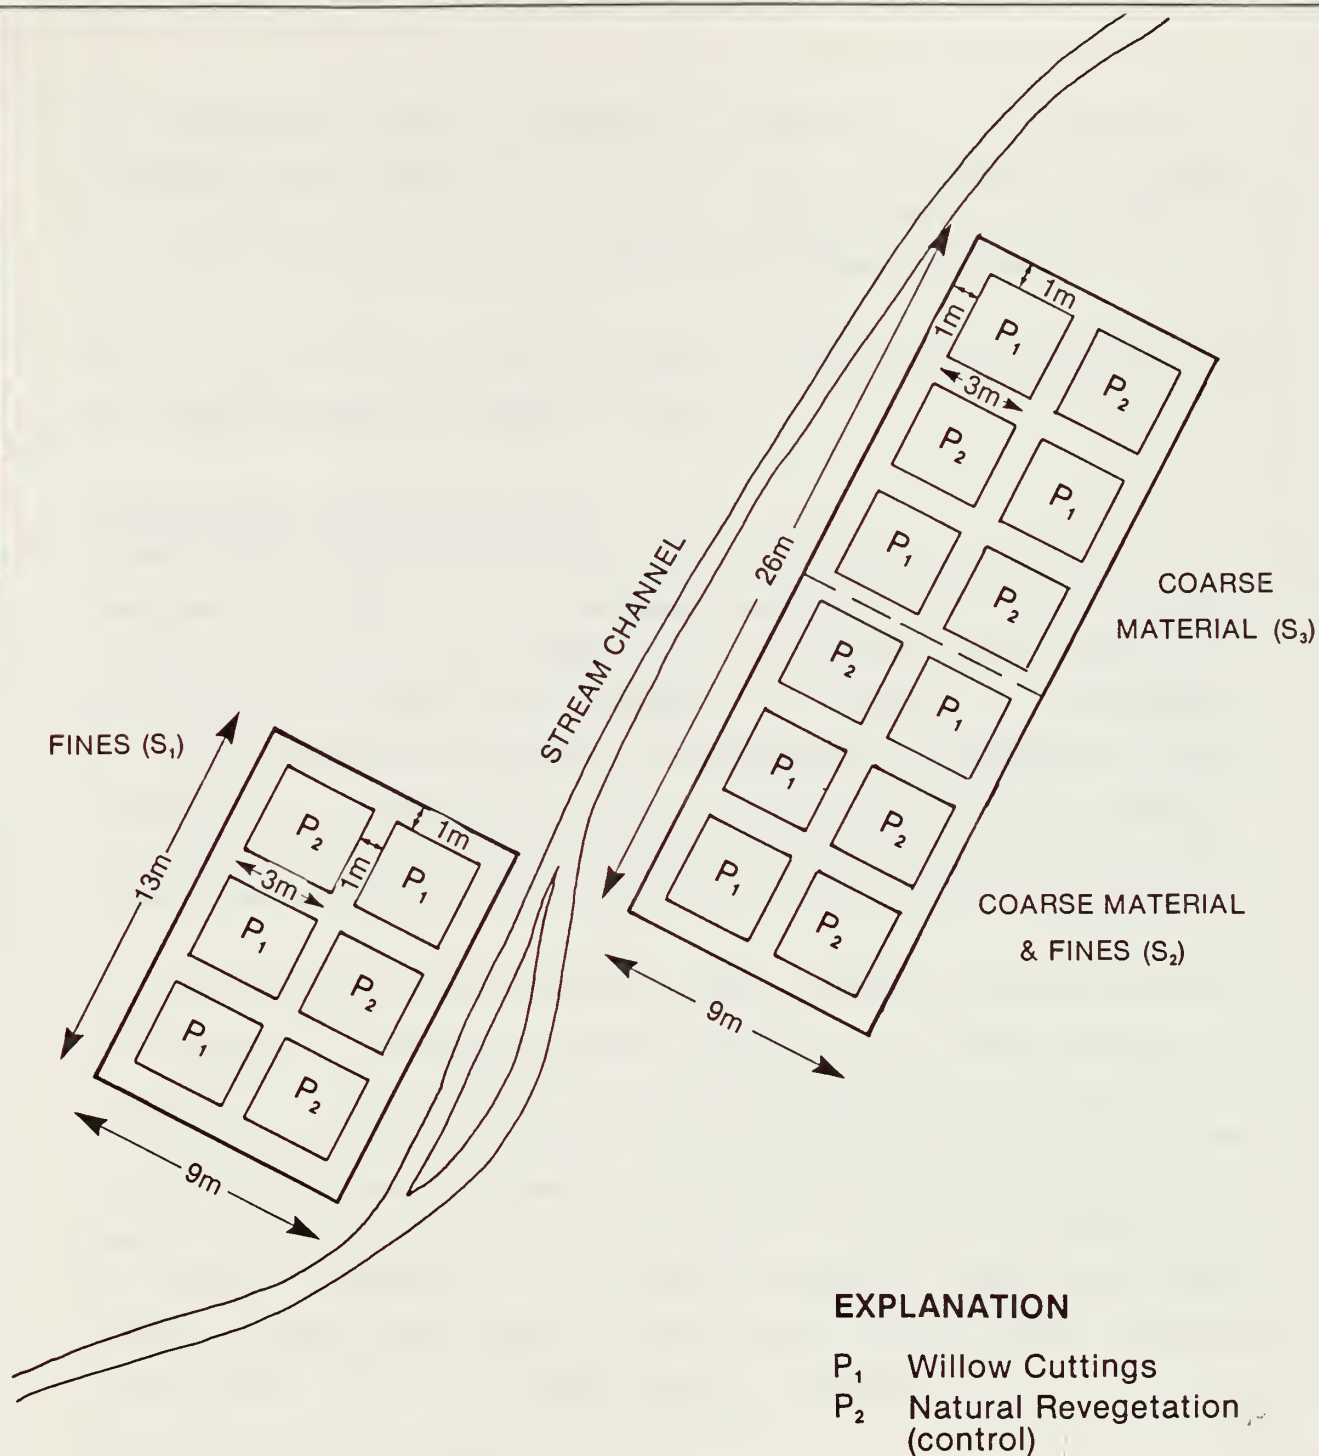 1m
1m
P₁
P₂
3m
P₂
P₁
P₁
P₂
26m
COARSE
MATERIAL (S₃)
STREAM CHANNEL
P₂
P₁
P₁
P₂
P₁
P₂
COARSE MATERIAL
& FINES (S₂)
9m
FINES (S₁)
1m
P₂
1m
P₁
3m
13m
P₁
P₂
P₁
P₂
9m
EXPLANATION
P₁ Willow Cuttings
P₂ Natural Revegetation
(control)